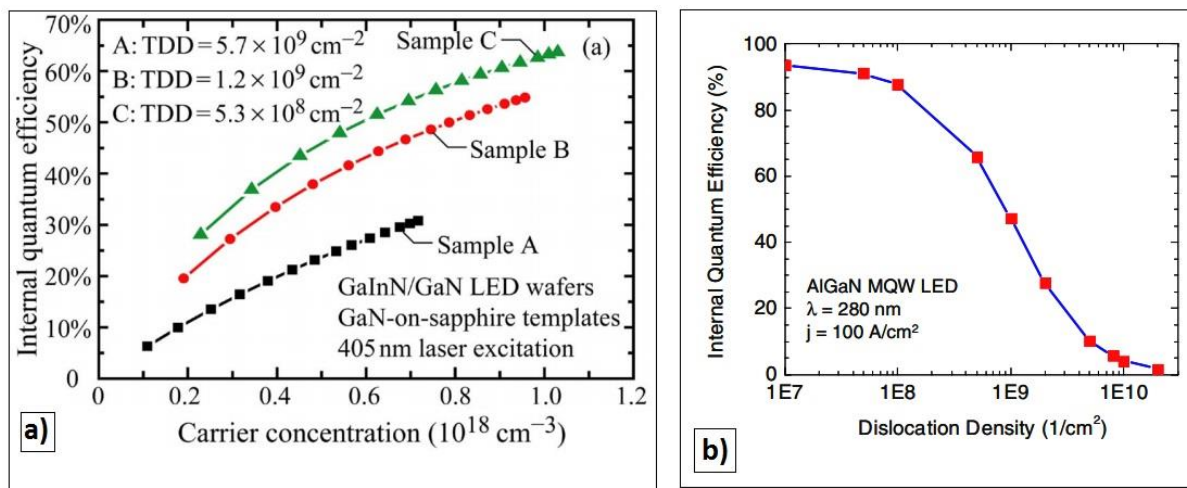 70%
60%
50%
40%
30%
20%
10%
0
Internal quantum efficiency
A: TDD = 5.7 × 10⁹ cm⁻²
B: TDD = 1.2 × 10⁹ cm⁻²
C: TDD = 5.3 × 10⁸ cm⁻²
(a)
Sample C
Sample B
Sample A
GaInN/GaN LED wafers
GaN-on-sapphire templates
405 nm laser excitation
0 0.2 0.4 0.6 0.8 1.0 1.2
Carrier concentration (10¹⁸ cm⁻³)
a)
100
80
60
40
20
0
Internal Quantum Efficiency (%)
AlGaN MQW LED
λ = 280 nm
j = 100 A/cm²
1E7 1E8 1E9 1E10
Dislocation Density (1/cm²)
b)